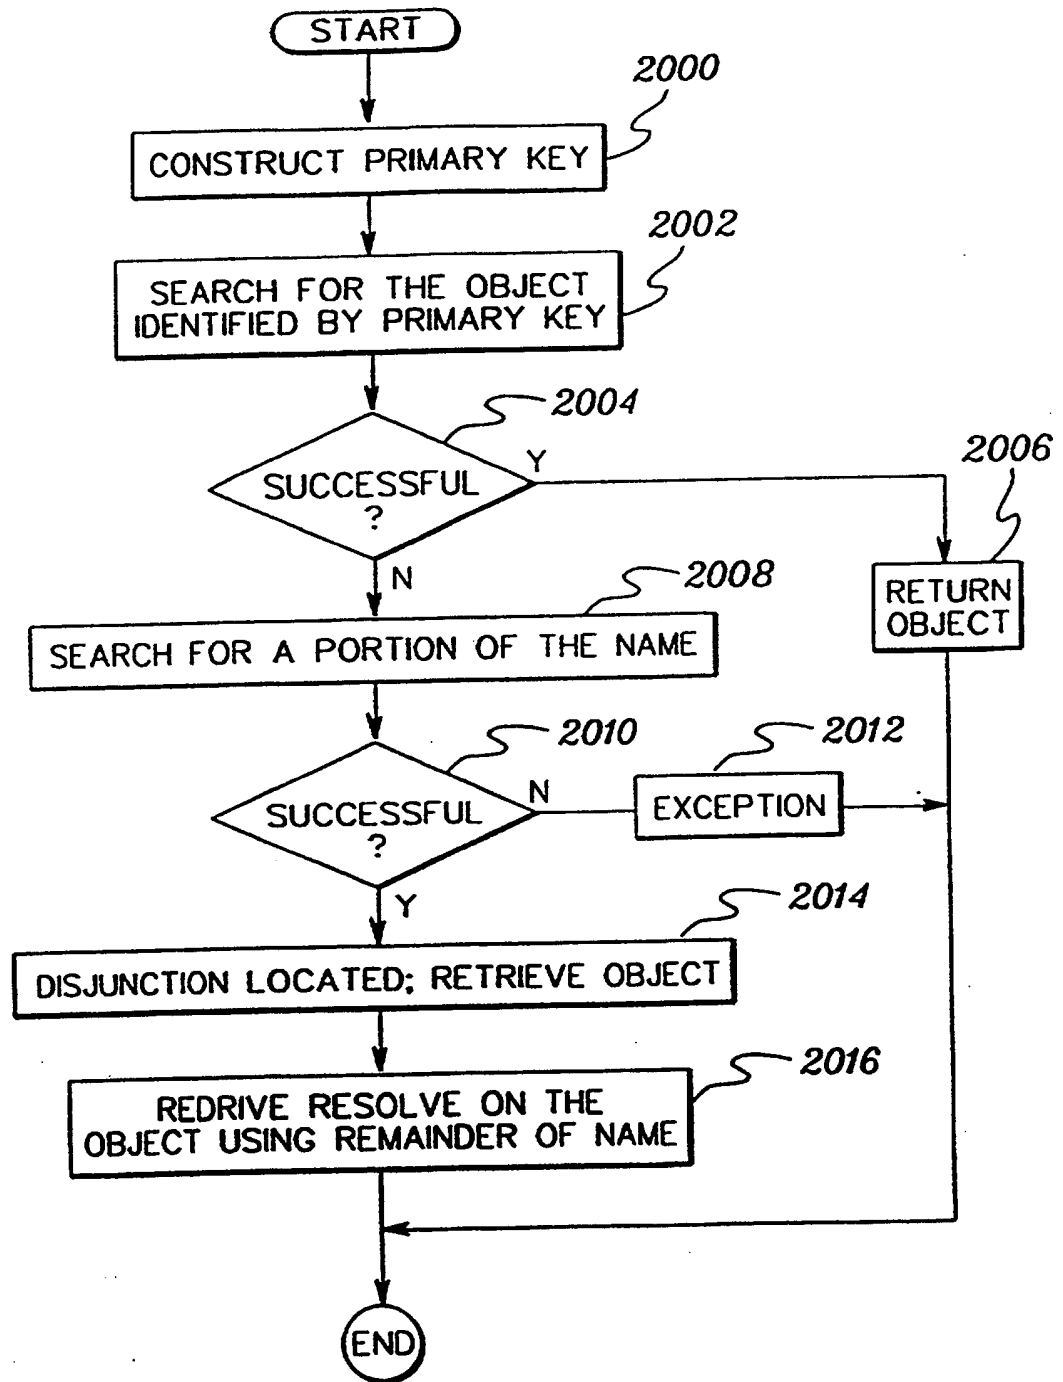 START
2000
CONSTRUCT PRIMARY KEY
2002
SEARCH FOR THE OBJECT
IDENTIFIED BY PRIMARY KEY
2004
SUCCESSFUL
?
Y
2006
N
RETURN
OBJECT
2008
SEARCH FOR A PORTION OF THE NAME
2010
SUCCESSFUL
?
N
2012
EXCEPTION
Y
2014
DISJUNCTION LOCATED; RETRIEVE OBJECT
2016
REDRIVE RESOLVE ON THE
OBJECT USING REMAINDER OF NAME
END